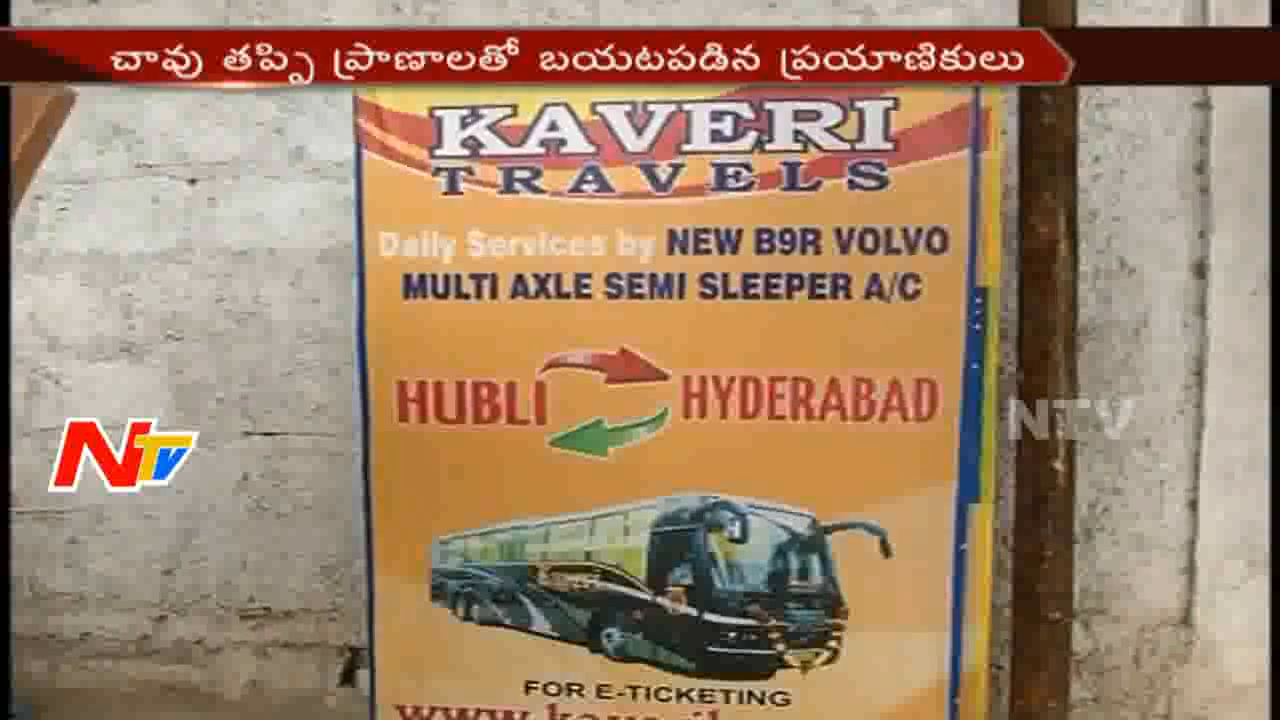 చావు తప్పి ప్రాణాలతో బయటపడిన ప్రయాణికులు
KAVERI
TRAVELS
Daily Services by NEW B9R VOLVO
MULTI AXLE SEMI SLEEPER A/C
HUBLI HYDERABAD
NTV
NTV
FOR E-TICKETING